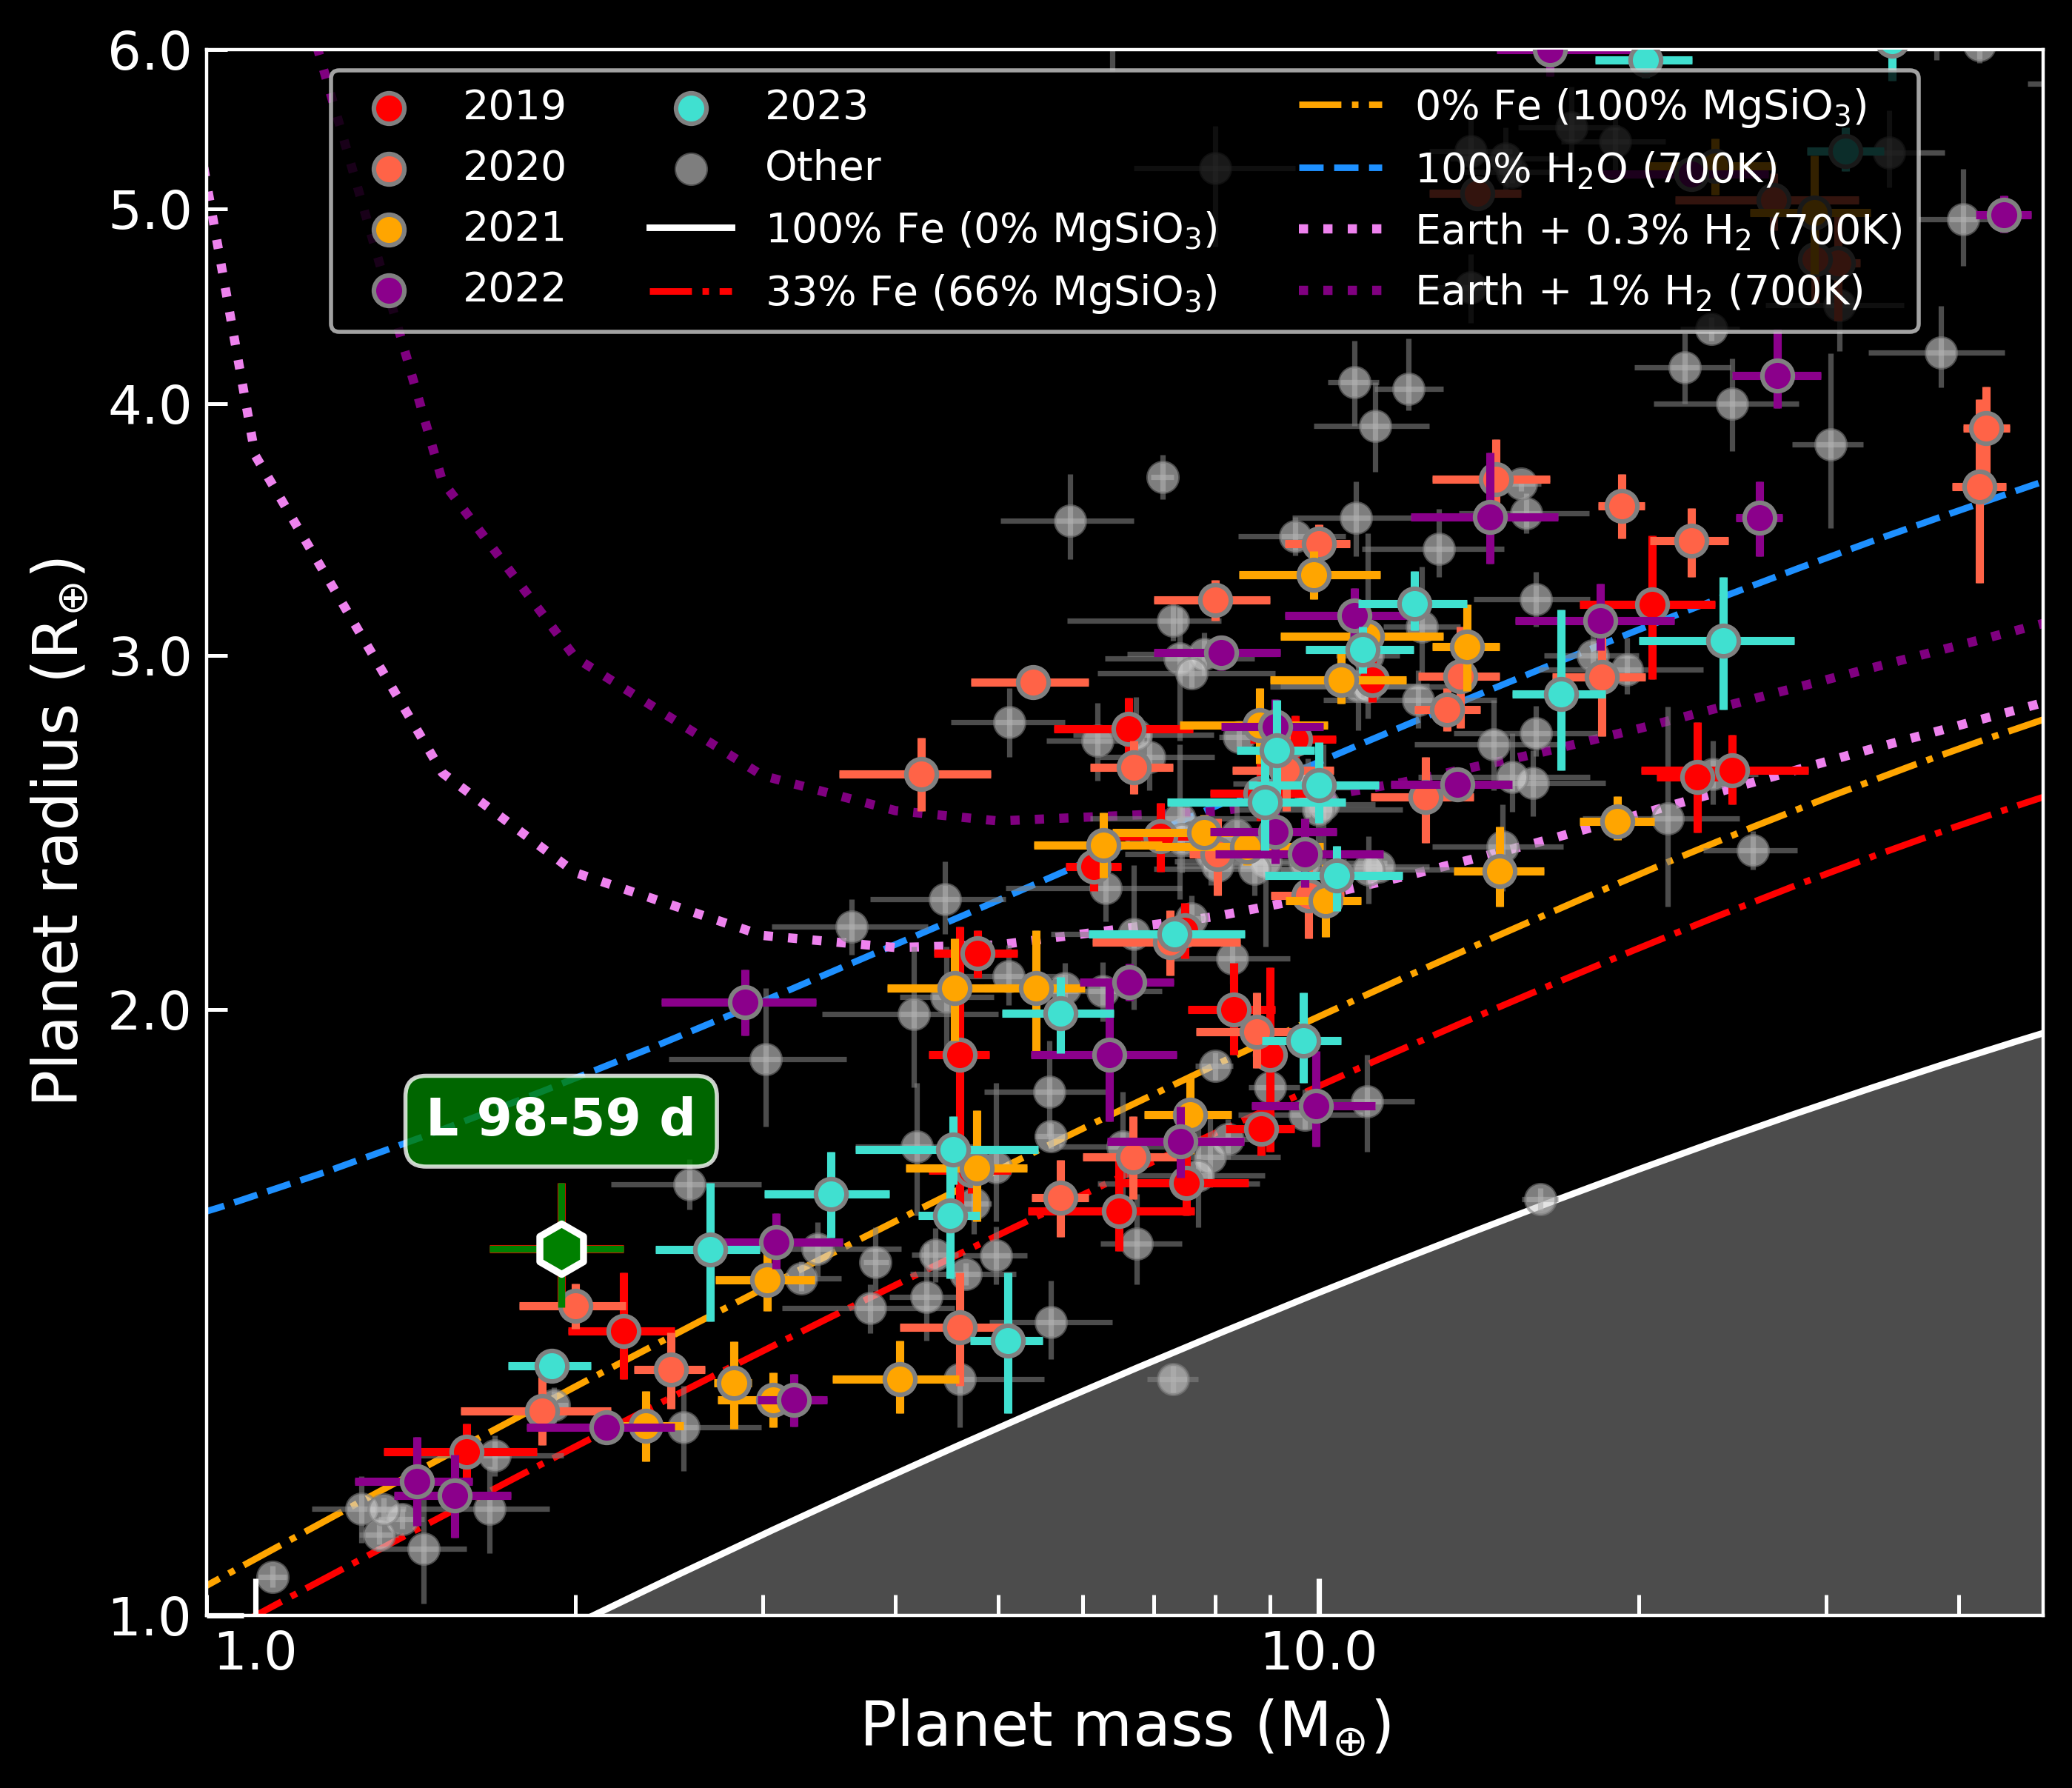 6.0
5.0
4.0
3.0
2.0
1.0
Planet radius (R⊕)
2019
2020
2021
2022
2023
Other
100% Fe (0% MgSiO₃)
33% Fe (66% MgSiO₃)
0% Fe (100% MgSiO₃)
100% H₂O (700K)
Earth + 0.3% H₂ (700K)
Earth + 1% H₂ (700K)
L 98-59 d
1.0
10.0
Planet mass (M⊕)